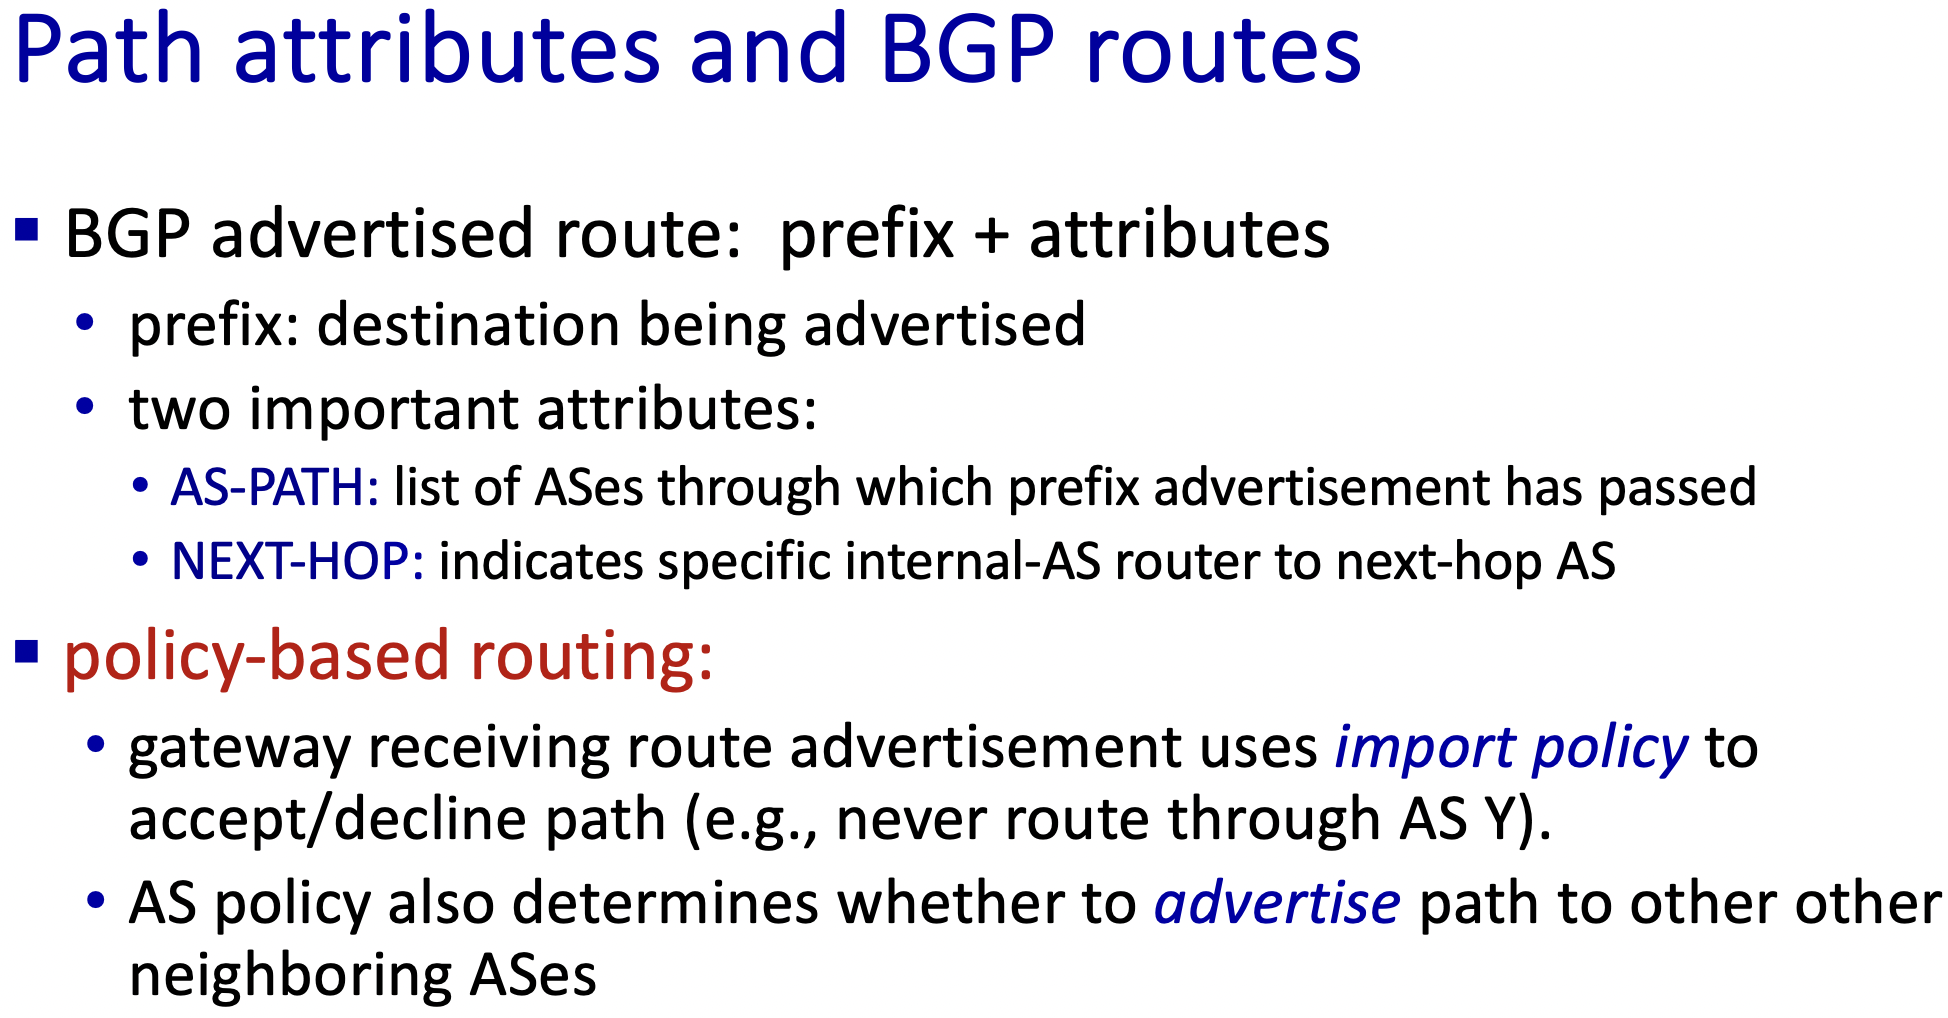 Path attributes and BGP routes
BGP advertised route: prefix + attributes
prefix: destination being advertised
two important attributes:
AS-PATH: list of ASes through which prefix advertisement has passed
NEXT-HOP: indicates specific internal-AS router to next-hop AS
policy-based routing:
gateway receiving route advertisement uses import policy to
accept/decline path (e.g., never route through AS Y).
AS policy also determines whether to advertise path to other other
neighboring ASes